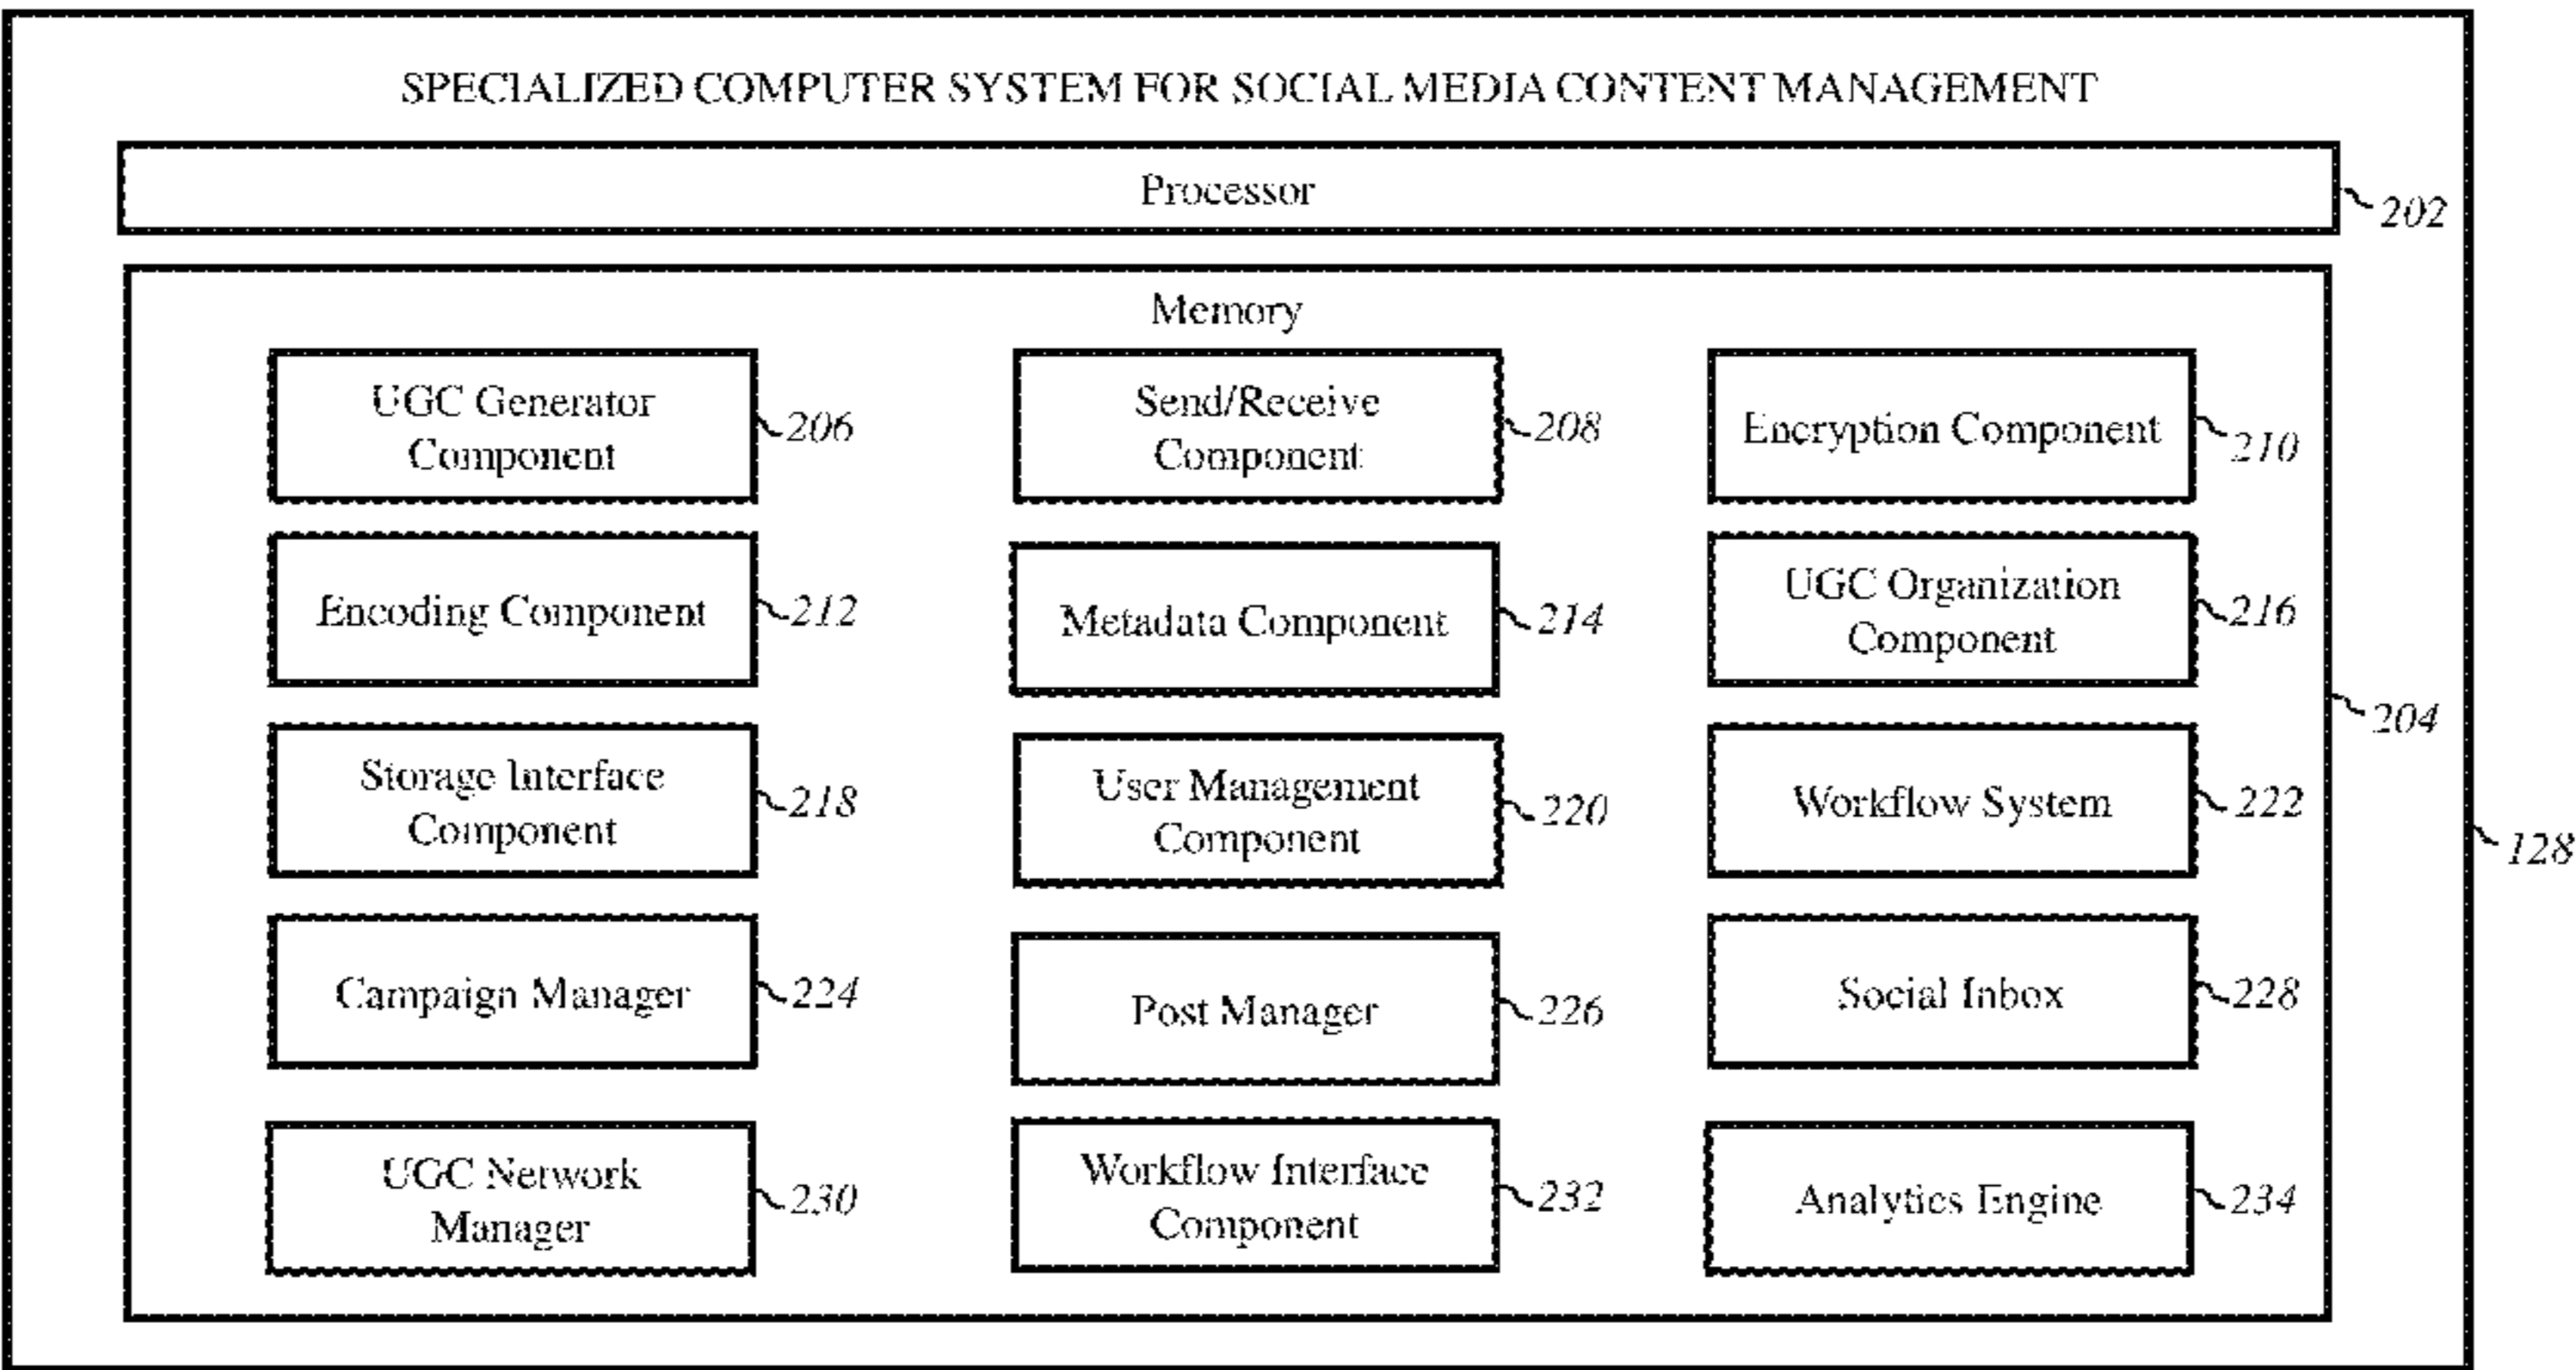 SPECIALIZED COMPUTER SYSTEM FOR SOCIAL MEDIA CONTENT MANAGEMENT
Processor
202
Memory
UGC Generator
Component
206
Send/Receive
Component
208
Encryption Component
210
Encoding Component
212
Metadata Component
214
UGC Organization
Component
216
204
Storage Interface
Component
218
User Management
Component
220
Workflow System
222
128
Campaign Manager
224
Post Manager
226
Social Inbox
228
UGC Network
Manager
230
Workflow Interface
Component
232
Analytics Engine
234